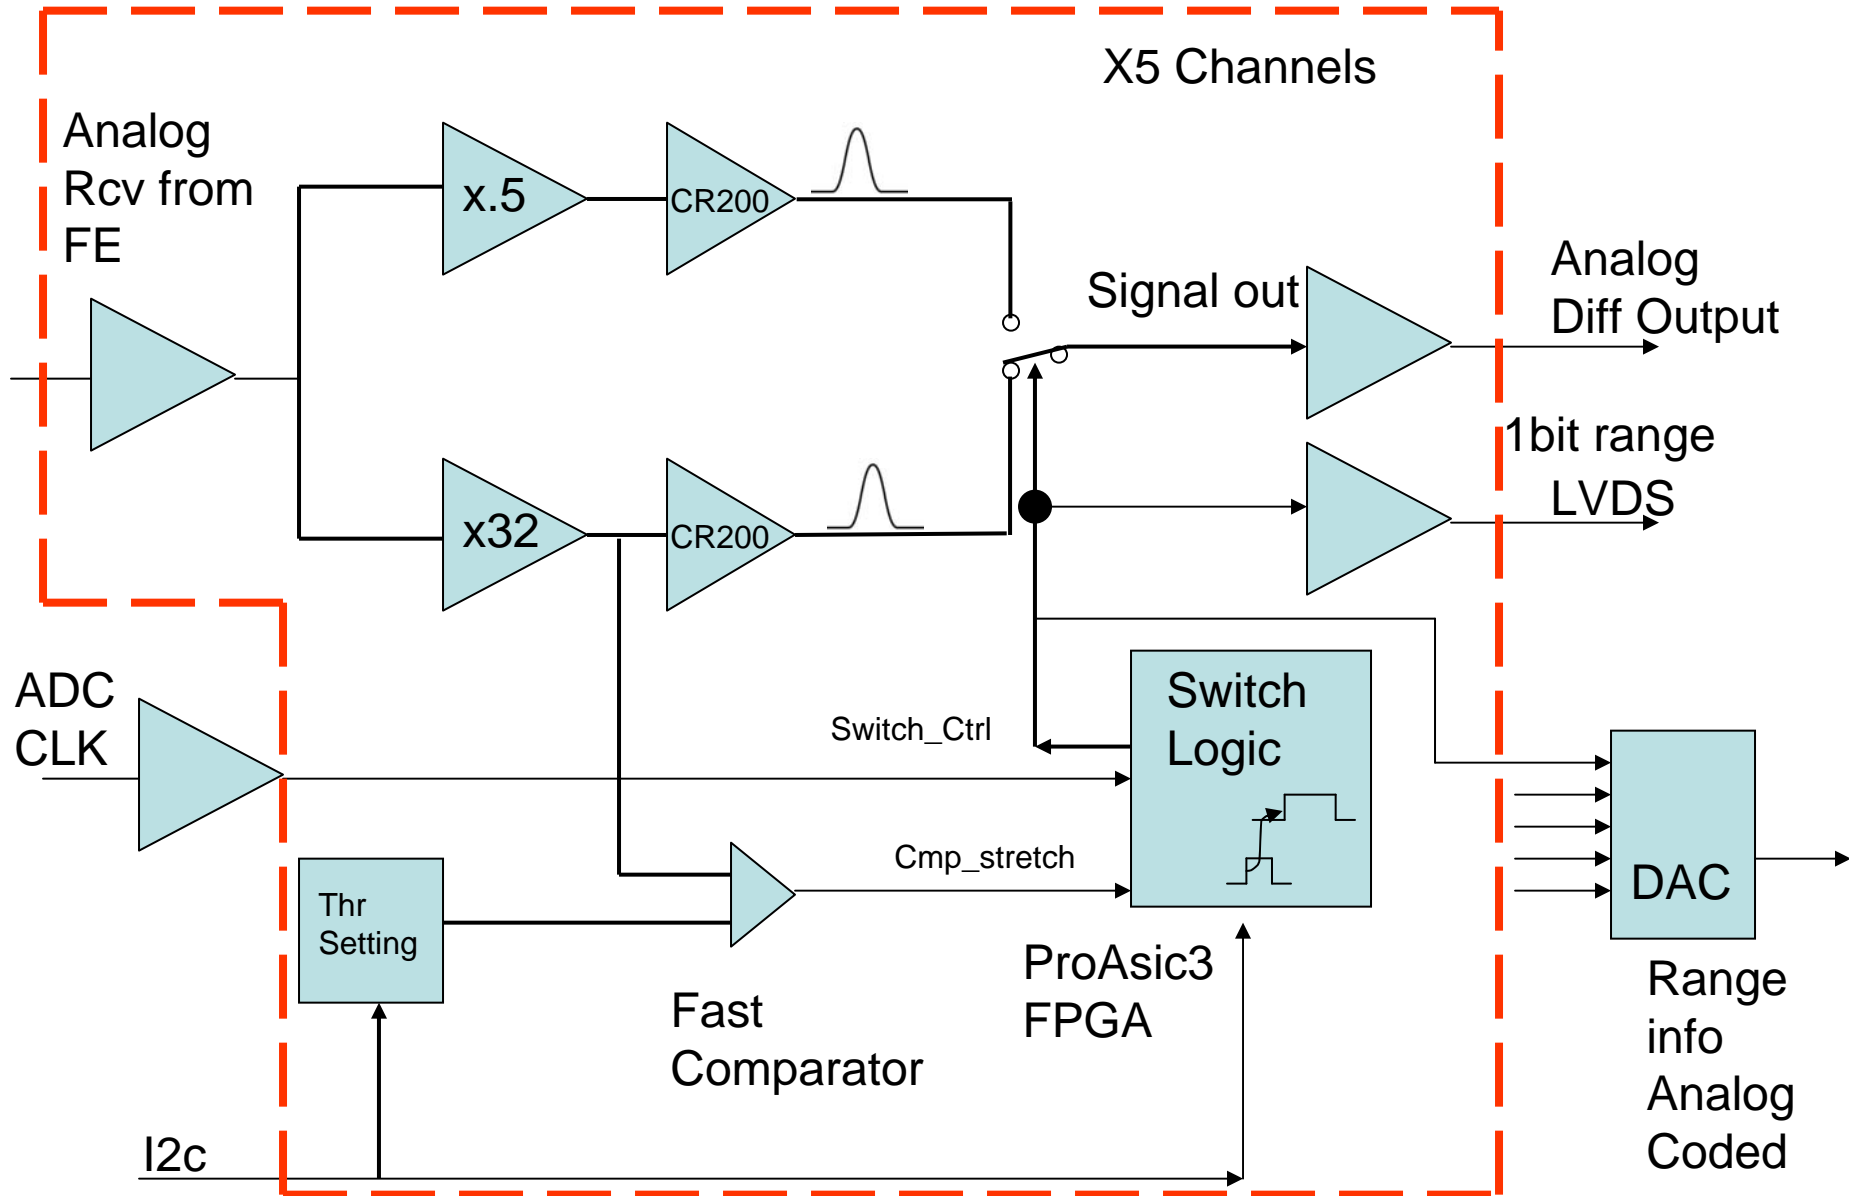 X5 Channels
Analog
Rcv from
FE
x.5
CR200
Signal out
Analog
Diff Output
1bit range
LVDS
x32
CR200
ADC
CLK
Switch_Ctrl
Switch
Logic
Cmp_stretch
Thr
Setting
DAC
Fast
Comparator
ProAsic3
FPGA
Range
info
Analog
Coded
I2c